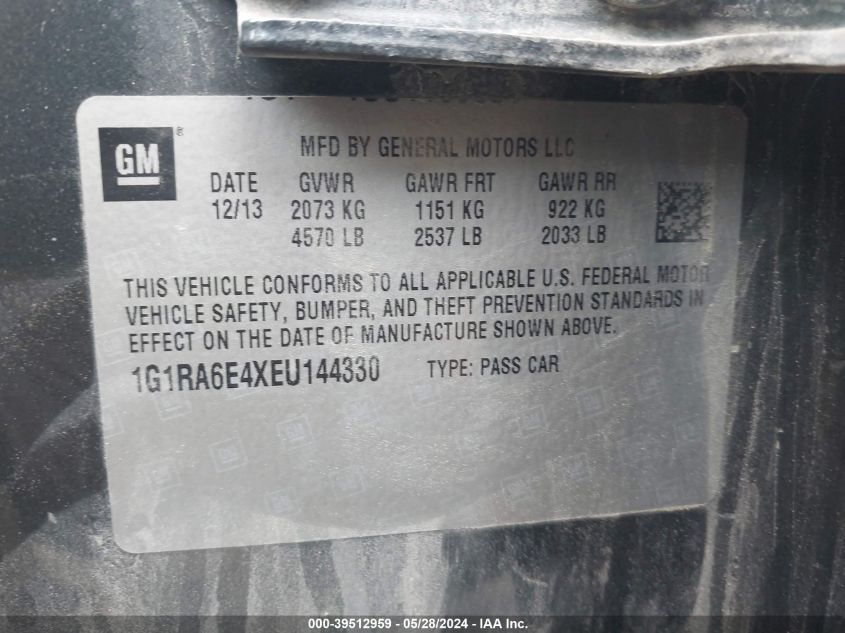 GM ®
MFD BY GENERAL MOTORS LLC
DATE GVWR GAWR FRT GAWR RR
12/13 2073 KG 1151 KG 922 KG
4570 LB 2537 LB 2033 LB
THIS VEHICLE CONFORMS TO ALL APPLICABLE U.S. FEDERAL MOTOR
VEHICLE SAFETY, BUMPER, AND THEFT PREVENTION STANDARDS IN
EFFECT ON THE DATE OF MANUFACTURE SHOWN ABOVE.
1G1RA6E4XEU144330 TYPE: PASS CAR
000-39512959 / 05/28/2024 - IAA Inc.